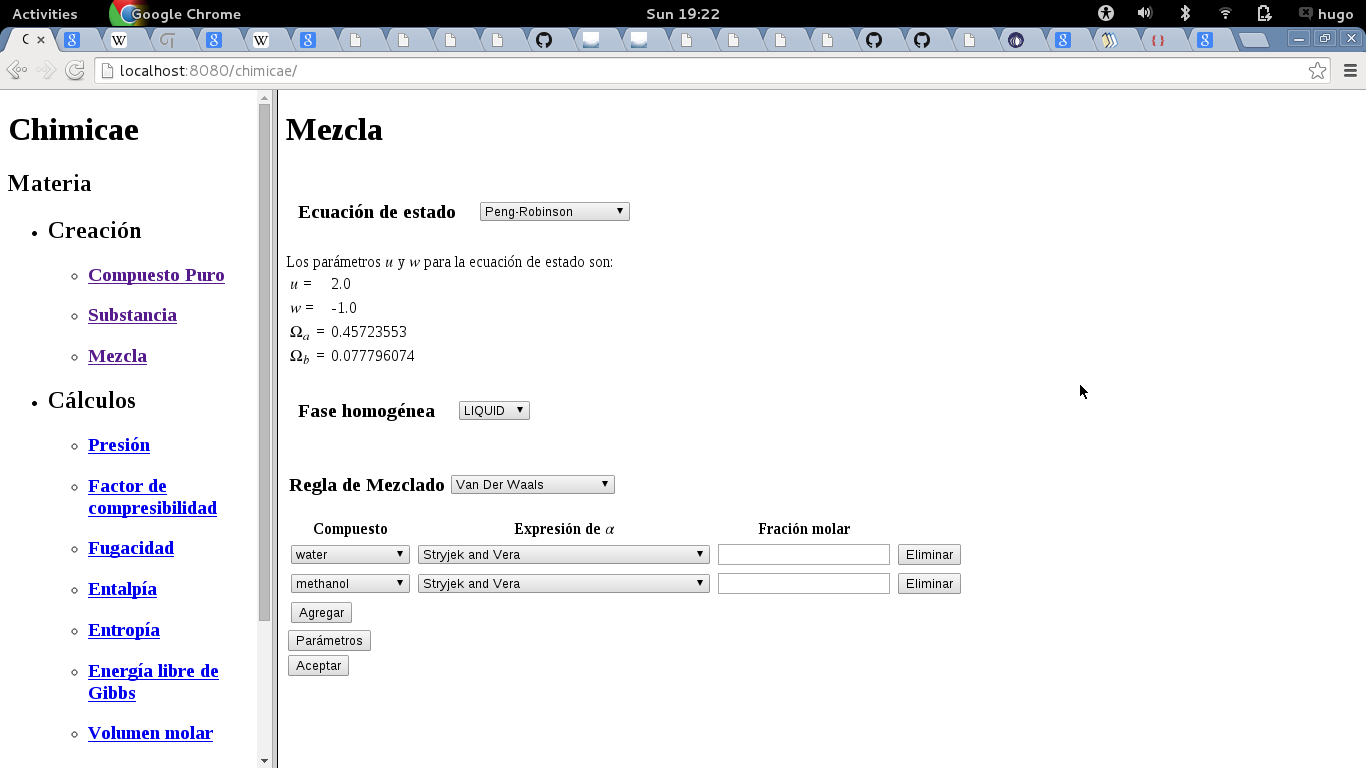 Activities
Google Chrome
Sun 19:22
hugo
C
localhost:8080/chimicae/
Chimicae
Materia
Creación
Compuesto Puro
Substancia
Mezcla
Cálculos
Presión
Factor de
compresibilidad
Fugacidad
Entalpía
Entropía
Energía libre de
Gibbs
Volumen molar
Mezcla
Ecuación de estado Peng-Robinson
Los parámetros u y w para la ecuación de estado son:
u = 2.0
w = -1.0
Ωa = 0.45723553
Ωb = 0.077796074
Fase homogénea LIQUID
Regla de Mezclado Van Der Waals
Compuesto Expresión de α Fración molar
water Stryjek and Vera Eliminar
methanol Stryjek and Vera Eliminar
Agregar
Parámetros
Aceptar